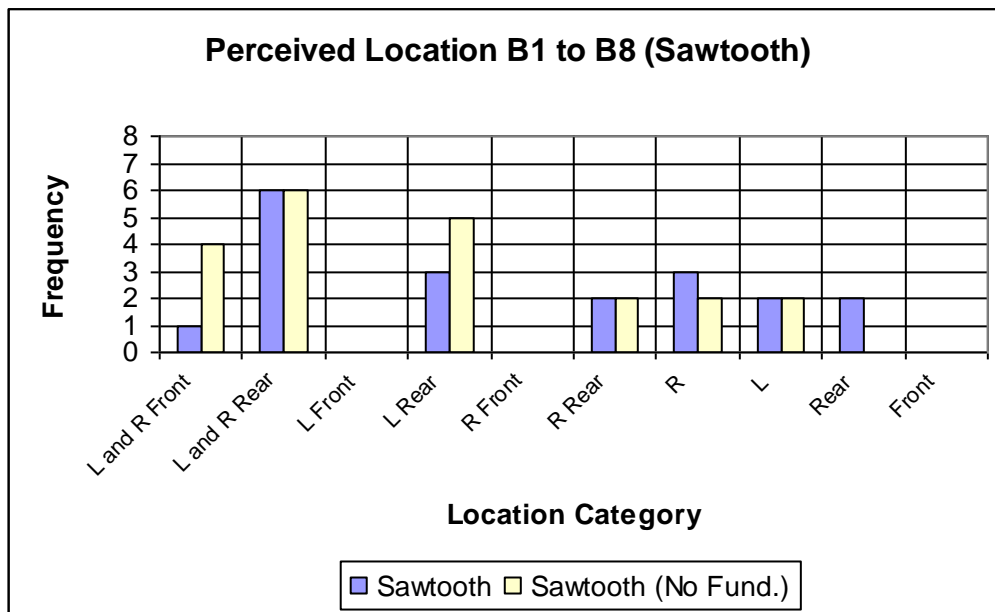 Perceived Location B1 to B8 (Sawtooth)
Frequency
8
7
6
5
4
3
2
1
0
L and R Front
L and R Rear
L Front
L Rear
R Front
R Rear
R
L
Rear
Front
Location Category
Sawtooth
Sawtooth (No Fund.)